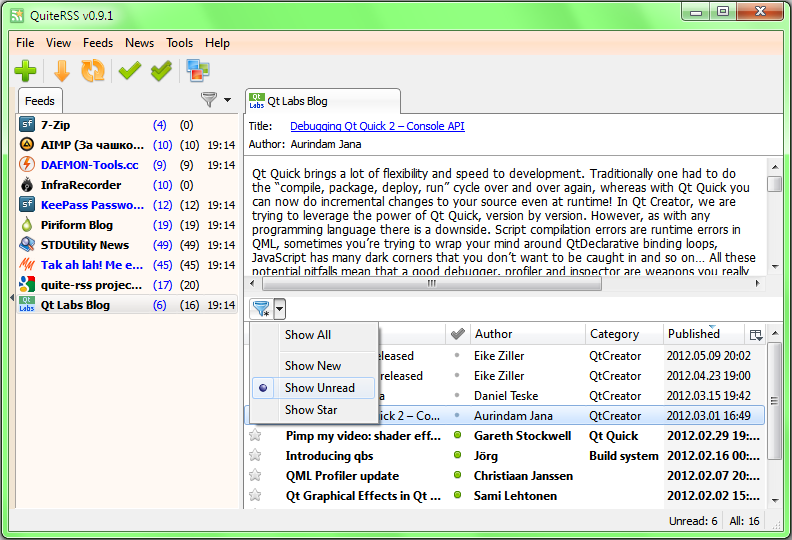 QuiteRSS v0.9.1
File View Feeds News Tools Help
Feeds
7-Zip (4) (0)
AIMP (За чашко... (10) (10) 19:14
DAEMON-Tools.cc (9) (9) 19:14
InfraRecorder (10) (0)
KeePass Passwo... (12) (12) 19:14
Piriform Blog (19) (19) 19:14
STDUtility News (49) (49) 19:14
Tak ah lah! Me e... (45) (45) 19:14
quite-rss projec... (17) (20)
Qt Labs Blog (6) (16) 19:14
Qt Labs Qt Labs Blog
Title: Debugging Qt Quick 2 – Console API
Author: Aurindam Jana
Qt Quick brings a lot of flexibility and speed to development. Traditionally one had to do
the “compile, package, deploy, run” cycle over and over again, whereas with Qt Quick you
can now do incremental changes to your source even at runtime! In Qt Creator, we are
trying to leverage the power of Qt Quick, version by version. However, as with any
programming language there is a downside. Script compilation errors are runtime errors in
QML, sometimes you’re trying to wrap your mind around QtDeclarative binding loops,
JavaScript has many dark corners that you don’t want to be caught in and so on… All these
potential pitfalls mean that a good debugger, profiler and inspector are weapons you really
Show All
Show New
Show Unread
Show Star
Author Category Published
eleased Eike Ziller QtCreator 2012.05.09 20:02
released Eike Ziller QtCreator 2012.04.23 19:00
a Daniel Teske QtCreator 2012.03.15 19:42
ick 2 – Co... Aurindam Jana QtCreator 2012.03.01 16:49
Pimp my video: shader eff... Gareth Stockwell Qt Quick 2012.02.29 19:...
Introducing qbs Jörg Build system 2012.02.16 00:...
QML Profiler update Christiaan Janssen 2012.02.07 20:...
Qt Graphical Effects in Qt ... Sami Lehtonen 2012.02.02 15:...
Unread: 6 All: 16